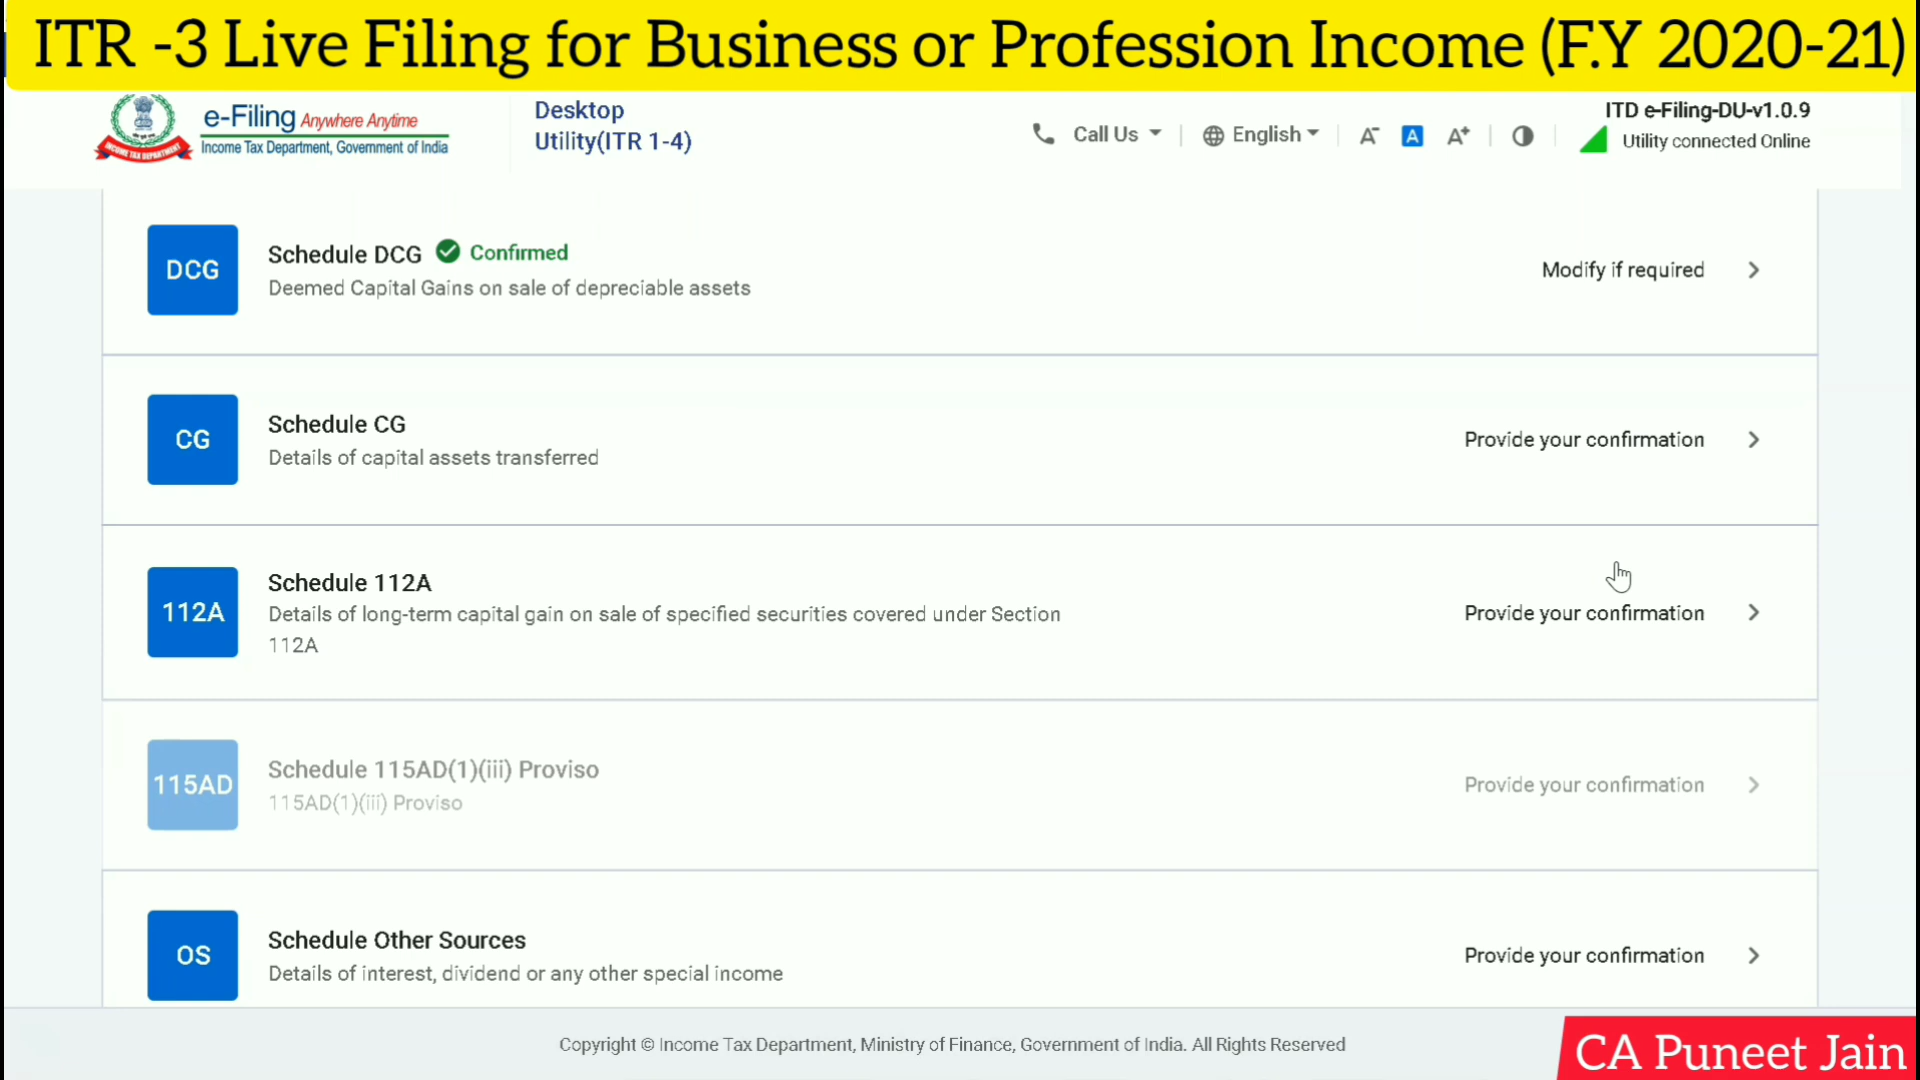 ITR -3 Live Filing for Business or Profession Income (F.Y 2020-21)
e-Filing Anywhere Anytime
Income Tax Department, Government of India
INCOME TAX DEPARTMENT
Desktop
Utility(ITR 1-4)
Call Us
English
A-
A
A+
ITD e-Filing-DU-v1.0.9
Utility connected Online
DCG
Schedule DCG
Confirmed
Deemed Capital Gains on sale of depreciable assets
Modify if required
CG
Schedule CG
Details of capital assets transferred
Provide your confirmation
112A
Schedule 112A
Details of long-term capital gain on sale of specified securities covered under Section
112A
Provide your confirmation
115AD
Schedule 115AD(1)(iii) Proviso
115AD(1)(iii) Proviso
Provide your confirmation
OS
Schedule Other Sources
Details of interest, dividend or any other special income
Provide your confirmation
Copyright © Income Tax Department, Ministry of Finance, Government of India. All Rights Reserved
CA Puneet Jain